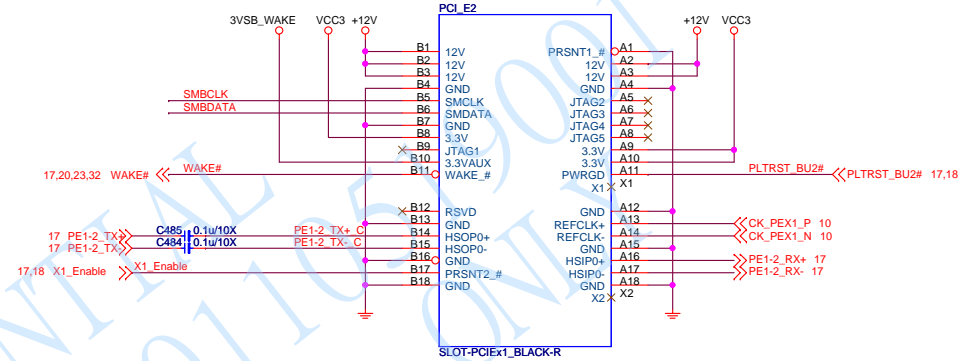 PCI_E2
3VSB_WAKE VCC3 +12V
+12V VCC3
B1 12V PRSNT1_# A1
B2 12V 12V A2
B3 12V 12V A3
B4 GND GND A4
SMBCLK B5 SMCLK JTAG2 A5
SMBDATA B6 SMDATA JTAG3 A6
B7 GND JTAG4 A7
B8 3.3V JTAG5 A8
B9 JTAG1 3.3V A9
B10 3.3VAUX 3.3V A10
17,20,23,32 WAKE# WAKE# B11 WAKE_# PWRGD A11 PLTRST_BU2# PLTRST_BU2# 17,18
X1 X1
B12 RSVD GND A12
B13 GND REFCLK+ A13 CK_PEX1_P 10
17 PE1-2_TX+ C485 0.1u/10X PE1-2_TX+_C B14 HSOP0+ REFCLK- A14 CK_PEX1_N 10
17 PE1-2_TX- C484 0.1u/10X PE1-2_TX-_C B15 HSOP0- GND A15
B16 GND HSIP0+ A16 PE1-2_RX+ 17
17,18 X1_Enable X1_Enable B17 PRSNT2_# HSIP0- A17 PE1-2_RX- 17
B18 GND GND A18
X2 X2
SLOT-PCIEx1_BLACK-R